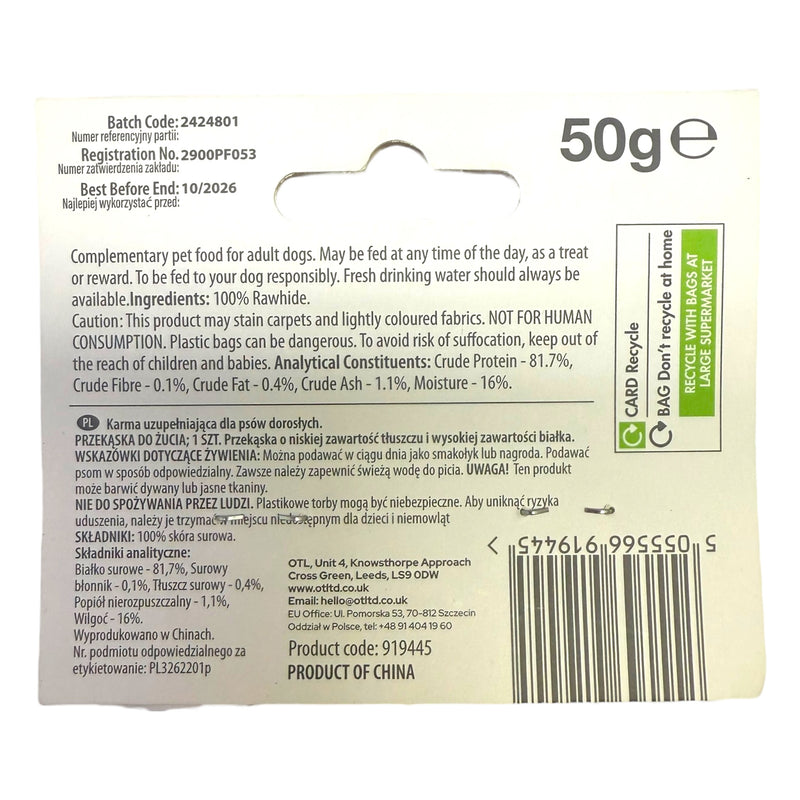 Batch Code: 2424801
Numer referencyjny partii:
Registration No. 2900PF053
Numer zatwierdzenia zakładu:
Best Before End: 10/2026
Najlepiej wykorzystać przed:
50g℮
Complementary pet food for adult dogs. May be fed at any time of the day, as a treat
or reward. To be fed to your dog responsibly. Fresh drinking water should always be
available.Ingredients: 100% Rawhide.
Caution: This product may stain carpets and lightly coloured fabrics. NOT FOR HUMAN
CONSUMPTION. Plastic bags can be dangerous. To avoid risk of suffocation, keep out of
the reach of children and babies. Analytical Constituents: Crude Protein - 81.7%,
Crude Fibre - 0.1%, Crude Fat - 0.4%, Crude Ash - 1.1%, Moisture - 16%.
CARD Recycle
BAG Don't recycle at home
RECYCLE WITH BAGS AT
LARGE SUPERMARKET
PL Karma uzupełniająca dla psów dorosłych.
PRZEKĄSKA DO ŻUCIA; 1 SZT. Przekąska o niskiej zawartość tłuszczu i wysokiej zawartości białka.
WSKAZÓWKI DOTYCZĄCE ŻYWIENIA: Można podawać w ciągu dnia jako smakołyk lub nagroda. Podawać
psom w sposób odpowiedzialny. Zawsze należy zapewnić świeżą wodę do picia. UWAGA! Ten produkt
może barwić dywany lub jasne tkaniny.
NIE DO SPOŻYWANIA PRZEZ LUDZI. Plastikowe torby mogą być niebezpieczne. Aby uniknąć ryzyka
uduszenia, należy je trzymać w miejscu niedostępnym dla dzieci i niemowląt
SKŁADNIKI: 100% skóra surowa.
Składniki analityczne:
Białko surowe - 81,7%, Surowy
błonnik - 0,1%, Tłuszcz surowy - 0,4%,
Popiół nierozpuszczalny - 1,1%,
Wilgoć - 16%.
Wyprodukowano w Chinach.
Nr. podmiotu odpowiedzialnego za
etykietowanie: PL3262201p
OTL, Unit 4, Knowsthorpe Approach
Cross Green, Leeds, LS9 0DW
www.otltd.co.uk
Email: hello@otltd.co.uk
EU Office: Ul. Pomorska 53, 70-812 Szczecin
Oddział w Polsce, tel: +48 91 404 19 60
Product code: 919445
PRODUCT OF CHINA
5 055566 919445 >